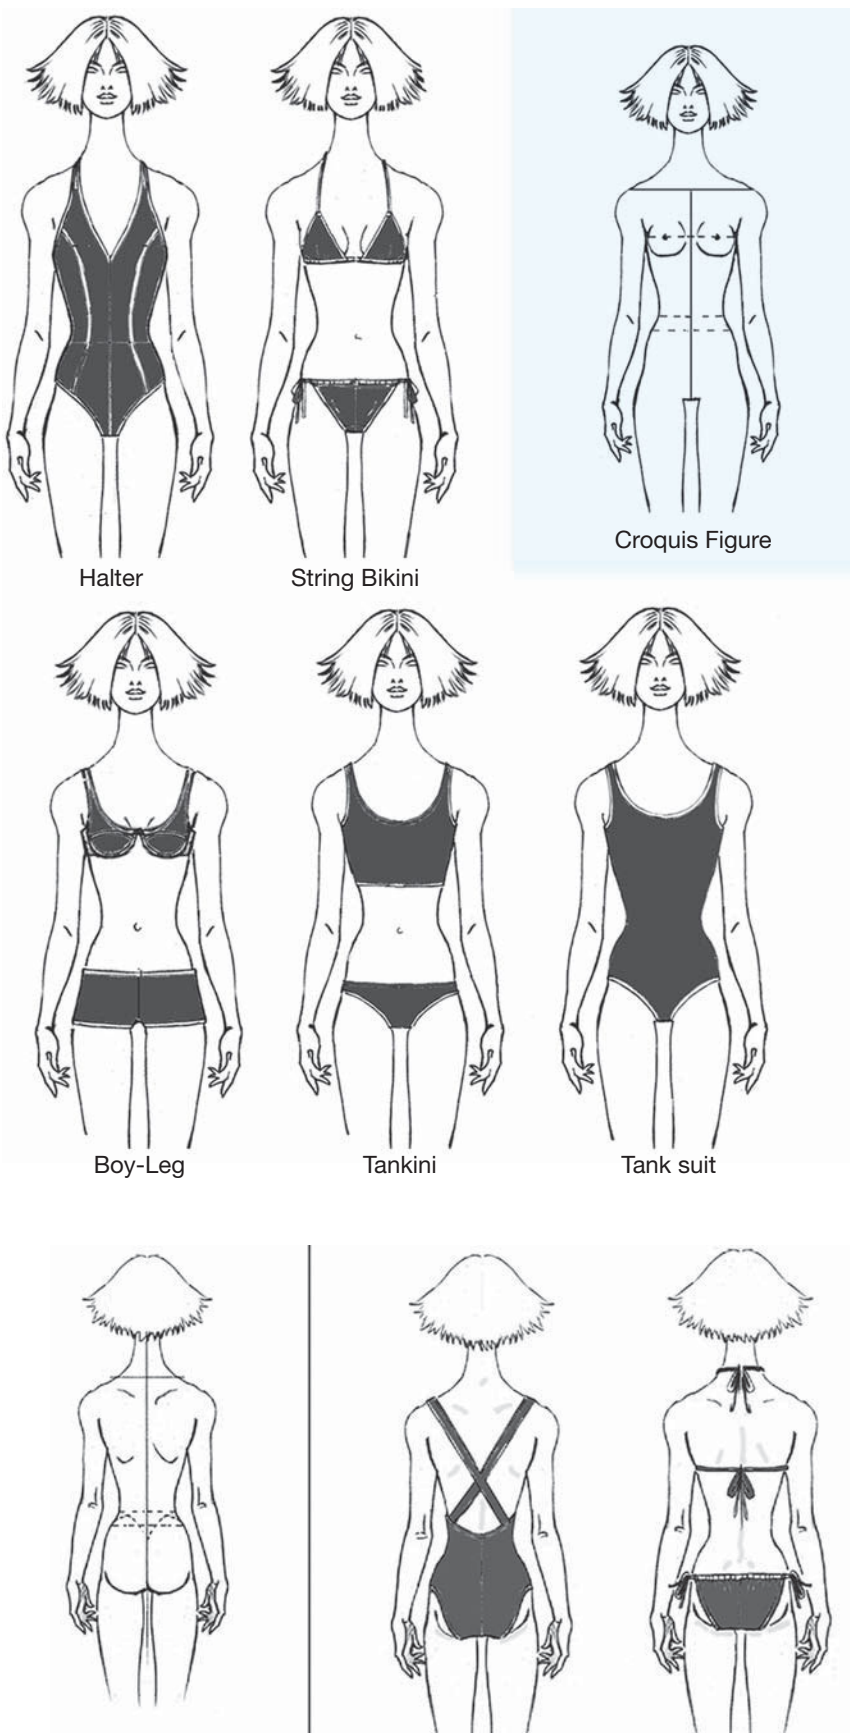 Croquis Figure
Halter
String Bikini
Boy-Leg
Tankini
Tank suit